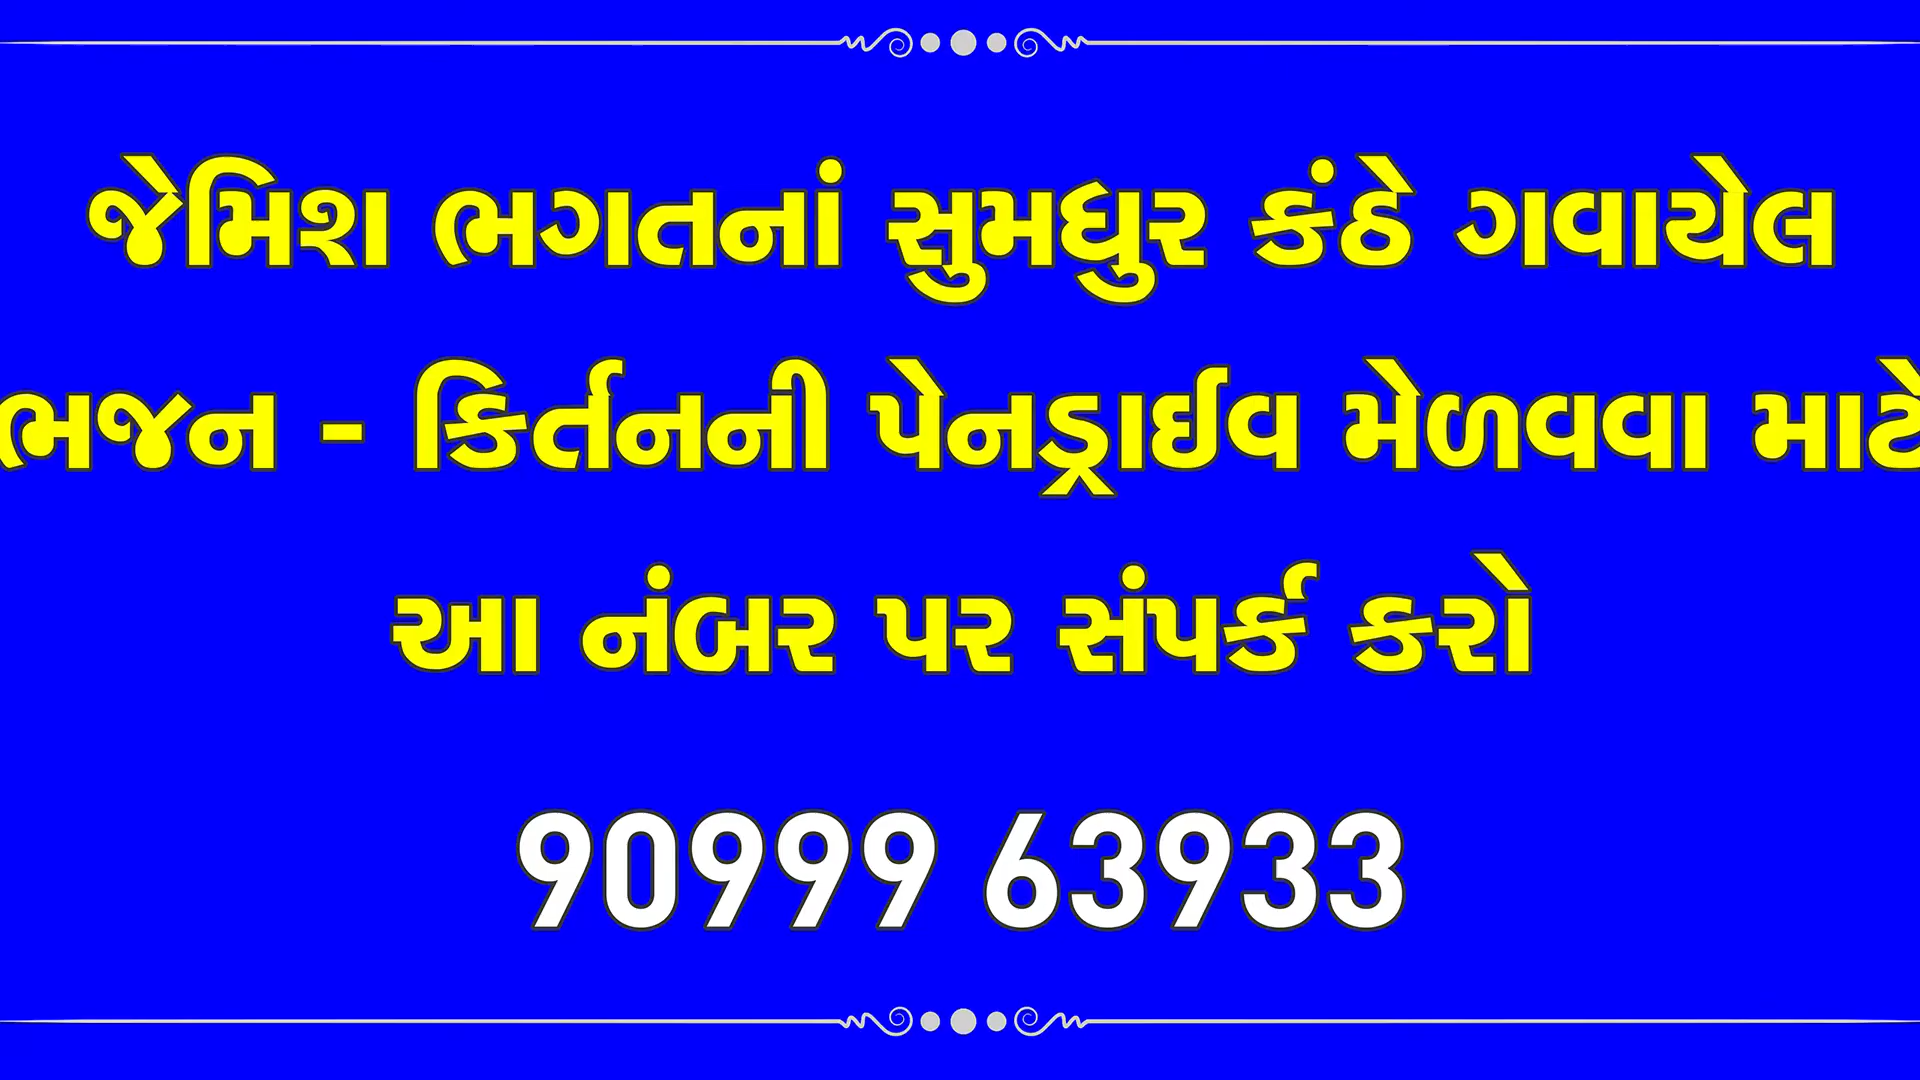 જેમિશ ભગતનાં સુમધુર કંઠે ગવાયેલ
ભજન - કિર્તનની પેનડ્રાઈવ મેળવવા માટે
આ નંબર પર સંપર્ક કરો
90999 63933